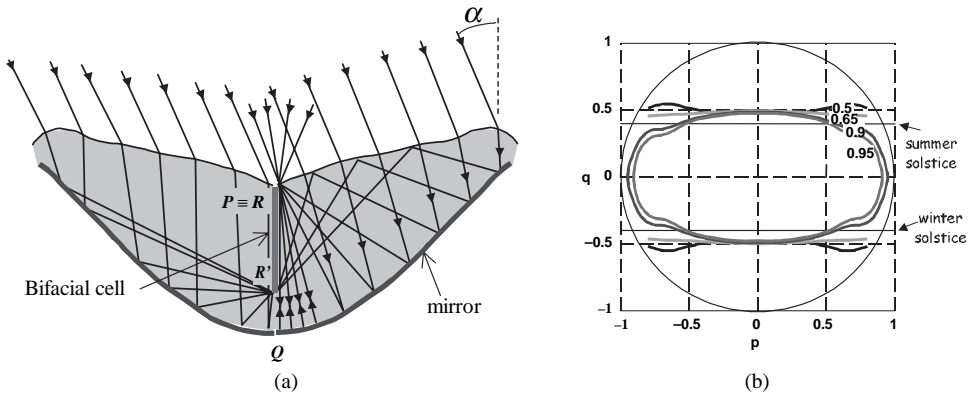 α
P ≡ R
R'
Bifacial cell
mirror
Q
(a)
1
0.5
q 0
−0.5
−1
−1 −0.5 0 0.5 1
p
0.5
0.65
0.9
0.95
summer
solstice
winter
solstice
(b)